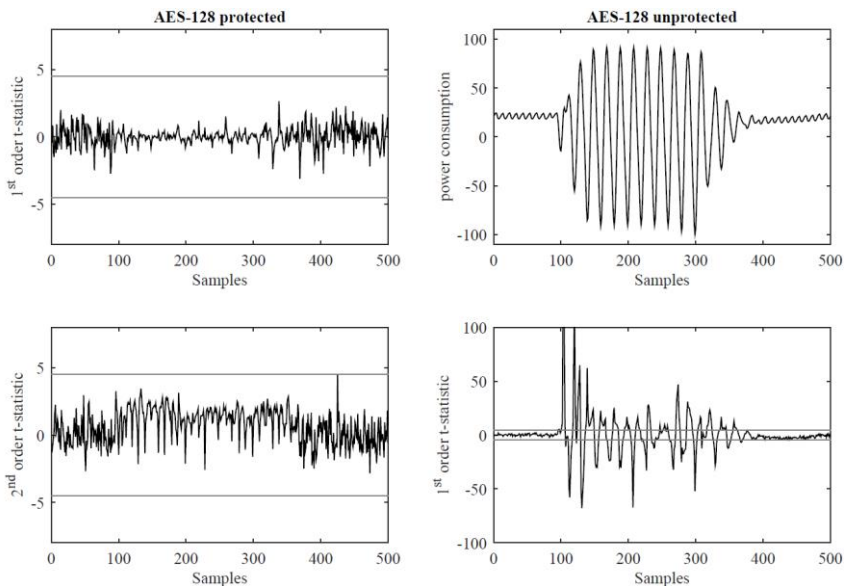 AES-128 protected
1st order t-statistic
5
0
-5
0 100 200 300 400 500
Samples
AES-128 unprotected
power consumption
100
50
0
-50
-100
0 100 200 300 400 500
Samples
2nd order t-statistic
5
0
-5
0 100 200 300 400 500
Samples
1st order t-statistic
100
50
0
-50
-100
0 100 200 300 400 500
Samples